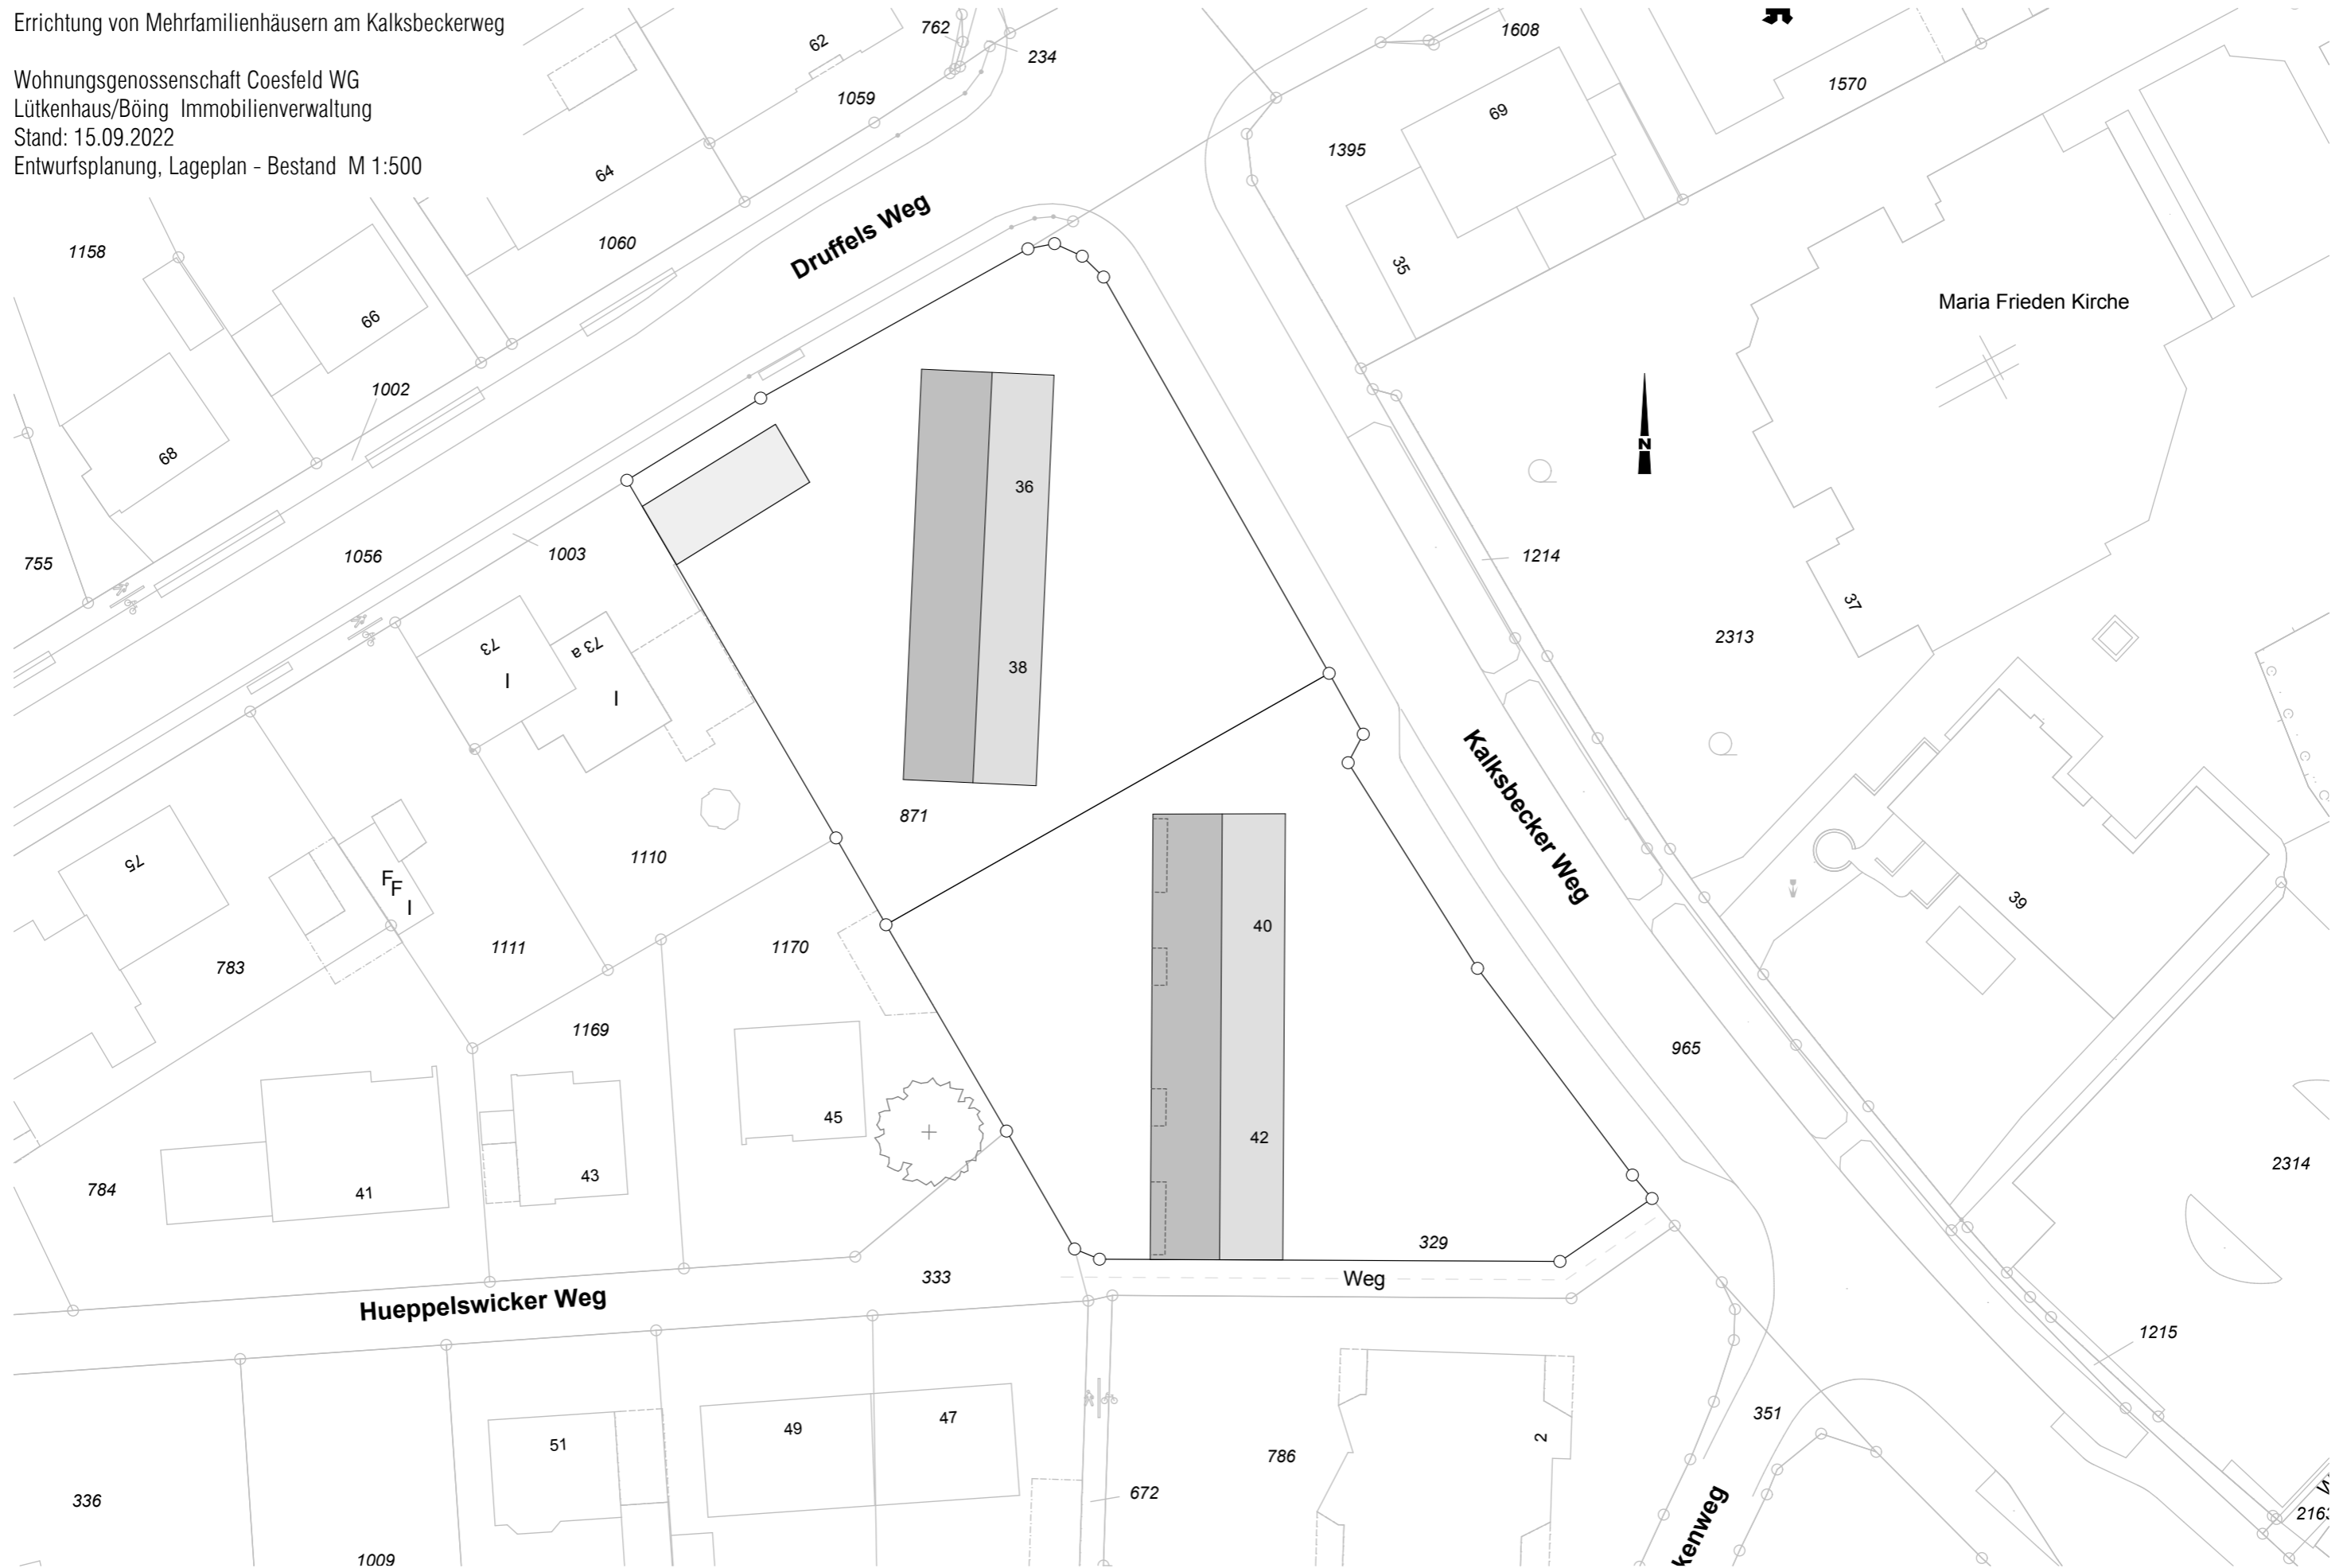 Errichtung von Mehrfamilienhäusern am Kalksbeckerweg
Wohnungsgenossenschaft Coesfeld WG
Lütkenhaus/Böing Immobilienverwaltung
Stand: 15.09.2022
Entwurfsplanung, Lageplan - Bestand M 1:500
762
62
234
1608
1570
1059
69
1395
64
1158
1060
Druffels Weg
35
Maria Frieden Kirche
66
1002
68
N
36
755
1056
1003
1214
37
2313
73
73 a
I
I
38
Kalksbecker Weg
871
75
1110
F
F
I
39
40
783
1111
1170
1169
965
45
42
784
41
43
2314
329
333
Weg
Hueppelswicker Weg
1215
51
49
47
786
2
351
336
672
kenweg
1009